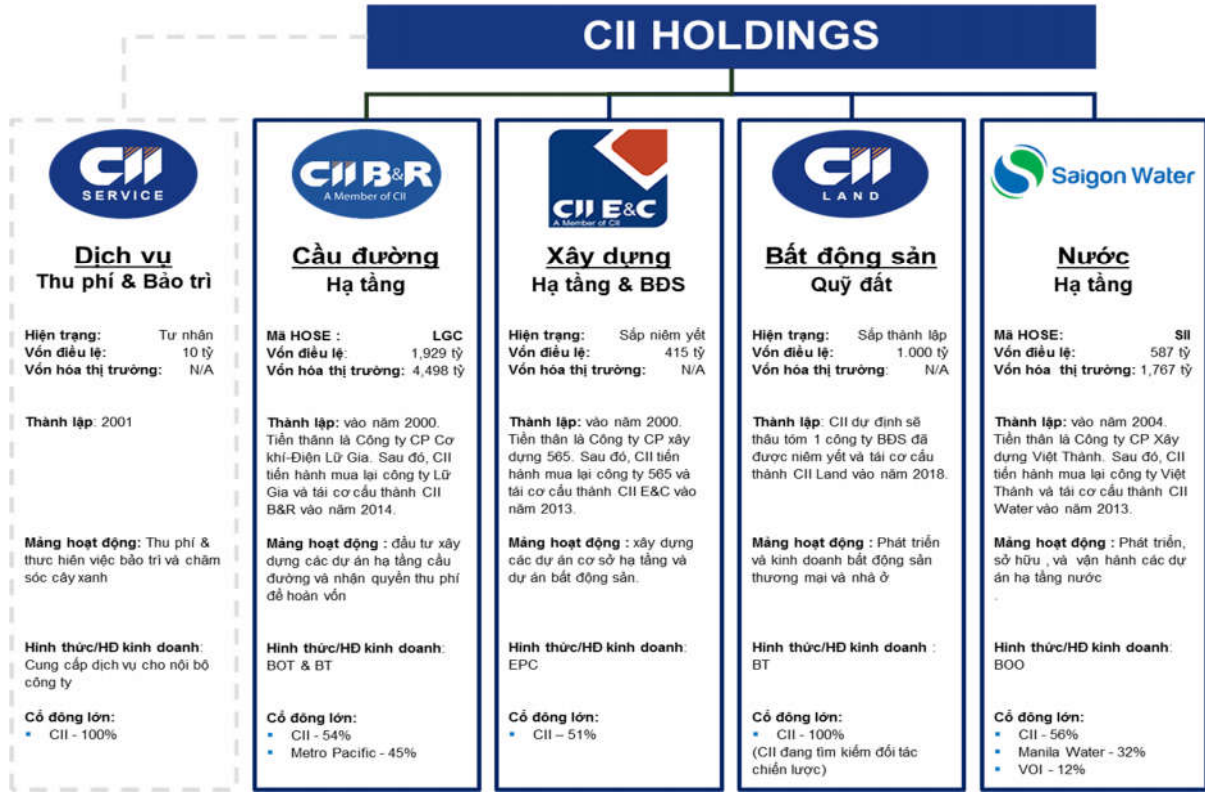 CII HOLDINGS
CII
SERVICE
Dịch vụ
Thu phí & Bảo trì
Hiện trạng: Tư nhân
Vốn điều lệ: 10 tỷ
Vốn hóa thị trường: N/A
Thành lập: 2001
Mảng hoạt động: Thu phí &
thực hiện việc bảo trì và chăm
sóc cây xanh
Hình thức/HĐ kinh doanh:
Cung cấp dịch vụ cho nội bộ
công ty
Cổ đông lớn:
▪ CII - 100%
CII B&R
A Member of CII
Cầu đường
Hạ tầng
Mã HOSE : LGC
Vốn điều lệ: 1,929 tỷ
Vốn hóa thị trường: 4,498 tỷ
Thành lập: vào năm 2000.
Tiền thânn là Công ty CP Cơ
khí-Điện Lữ Gia. Sau đó, CII
tiến hành mua lại công ty Lữ
Gia và tái cơ cấu thành CII
B&R vào năm 2014.
Mảng hoạt động : đầu tư xây
dựng các dự án hạ tầng cầu
đường và nhận quyền thu phí
để hoàn vốn
Hình thức/HĐ kinh doanh:
BOT & BT
Cổ đông lớn:
▪ CII - 54%
▪ Metro Pacific - 45%
CII E&C
A Member of CII
Xây dựng
Hạ tầng & BĐS
Hiện trạng: Sắp niêm yết
Vốn điều lệ: 415 tỷ
Vốn hóa thị trường: N/A
Thành lập: vào năm 2000.
Tiền thân là Công ty CP xây
dựng 565. Sau đó, CII tiến
hành mua lại công ty 565 và
tái cơ cấu thành CII E&C vào
năm 2013.
Mảng hoạt động : xây dựng
các dự án cơ sở hạ tầng và
dự án bất động sản.
Hình thức/HĐ kinh doanh:
EPC
Cổ đông lớn:
▪ CII – 51%
CII
LAND
Bất động sản
Quỹ đất
Hiện trạng: Sắp thành lập
Vốn điều lệ: 1.000 tỷ
Vốn hóa thị trường: N/A
Thành lập: CII dự định sẽ
thâu tóm 1 công ty BĐS đã
được niêm yết và tái cơ cấu
thành CII Land vào năm 2018.
Mảng hoạt động : Phát triển
và kinh doanh bất động sản
thương mại và nhà ở
Hình thức/HĐ kinh doanh :
BT
Cổ đông lớn:
▪ CII - 100%
(CII đang tìm kiếm đối tác
chiến lược)
Saigon Water
Nước
Hạ tầng
Mã HOSE: SII
Vốn điều lệ: 587 tỷ
Vốn hóa thị trường: 1,767 tỷ
Thành lập: vào năm 2004.
Tiền thân là Công ty CP Xây
dựng Việt Thành. Sau đó, CII
tiến hành mua lại công ty Việt
Thành và tái cơ cấu thành CII
Water vào năm 2013.
Mảng hoạt động : Phát triển,
sở hữu , và vận hành các dự
án hạ tầng nước
.
Hình thức/HĐ kinh doanh:
BOO
Cổ đông lớn:
▪ CII - 56%
▪ Manila Water - 32%
▪ VOI - 12%